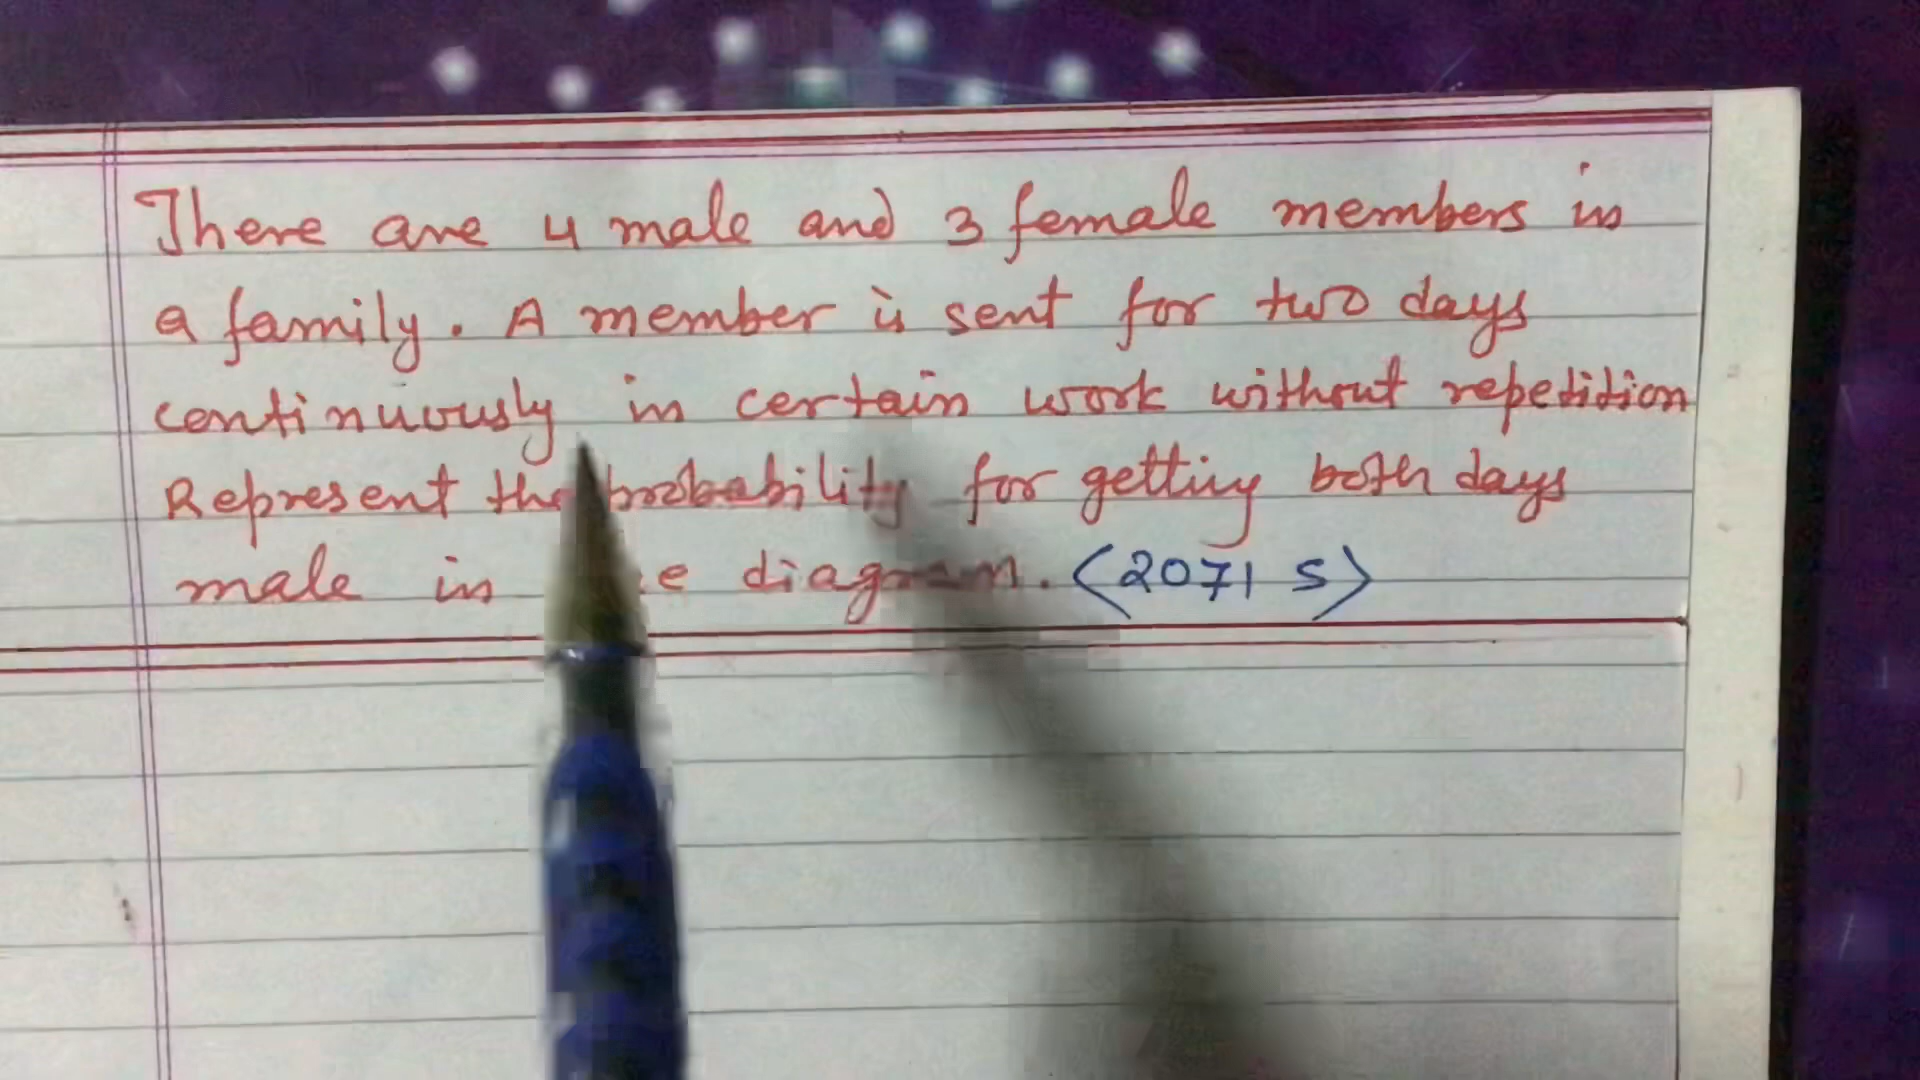 There are 4 male and 3 female members in
a family. A member is sent for two days
continuously in certain work without repetition
Represent the probability for getting both days
male in diagram. <2071 S>